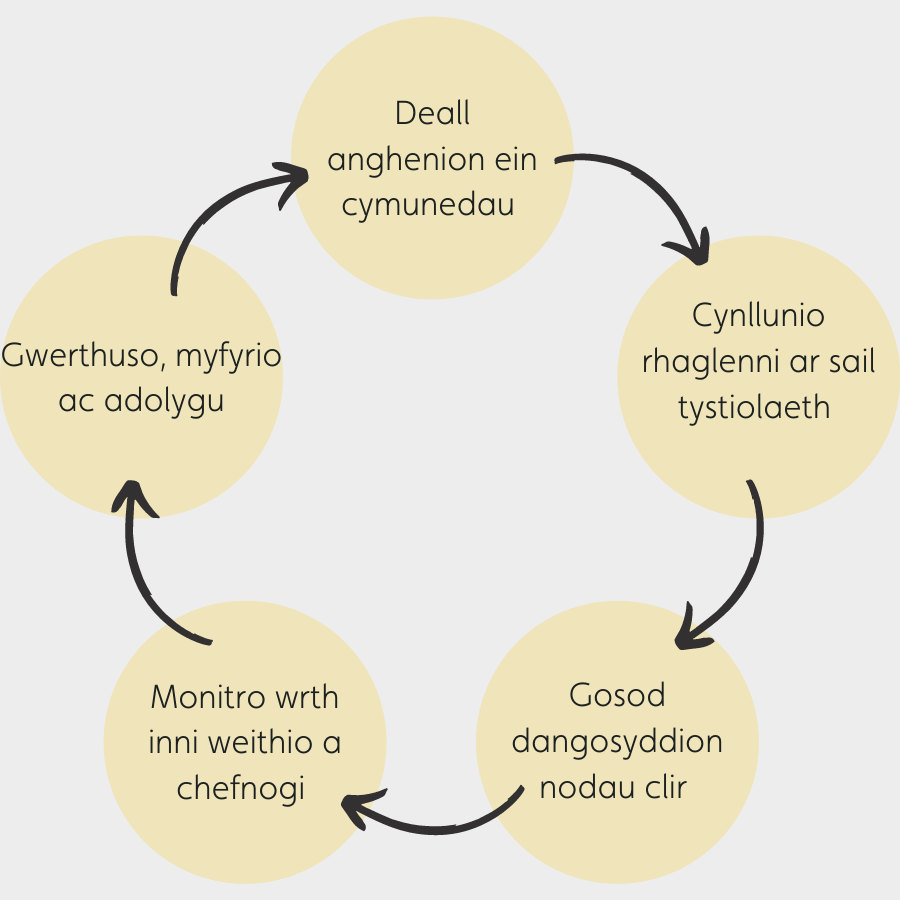 Deall
anghenion ein
cymunedau
Cynllunio
rhaglenni ar sail
tystiolaeth
Gosod
dangosyddion
nodau clir
Monitro wrth
inni weithio a
chefnogi
Gwerthuso, myfyrio
ac adolygu